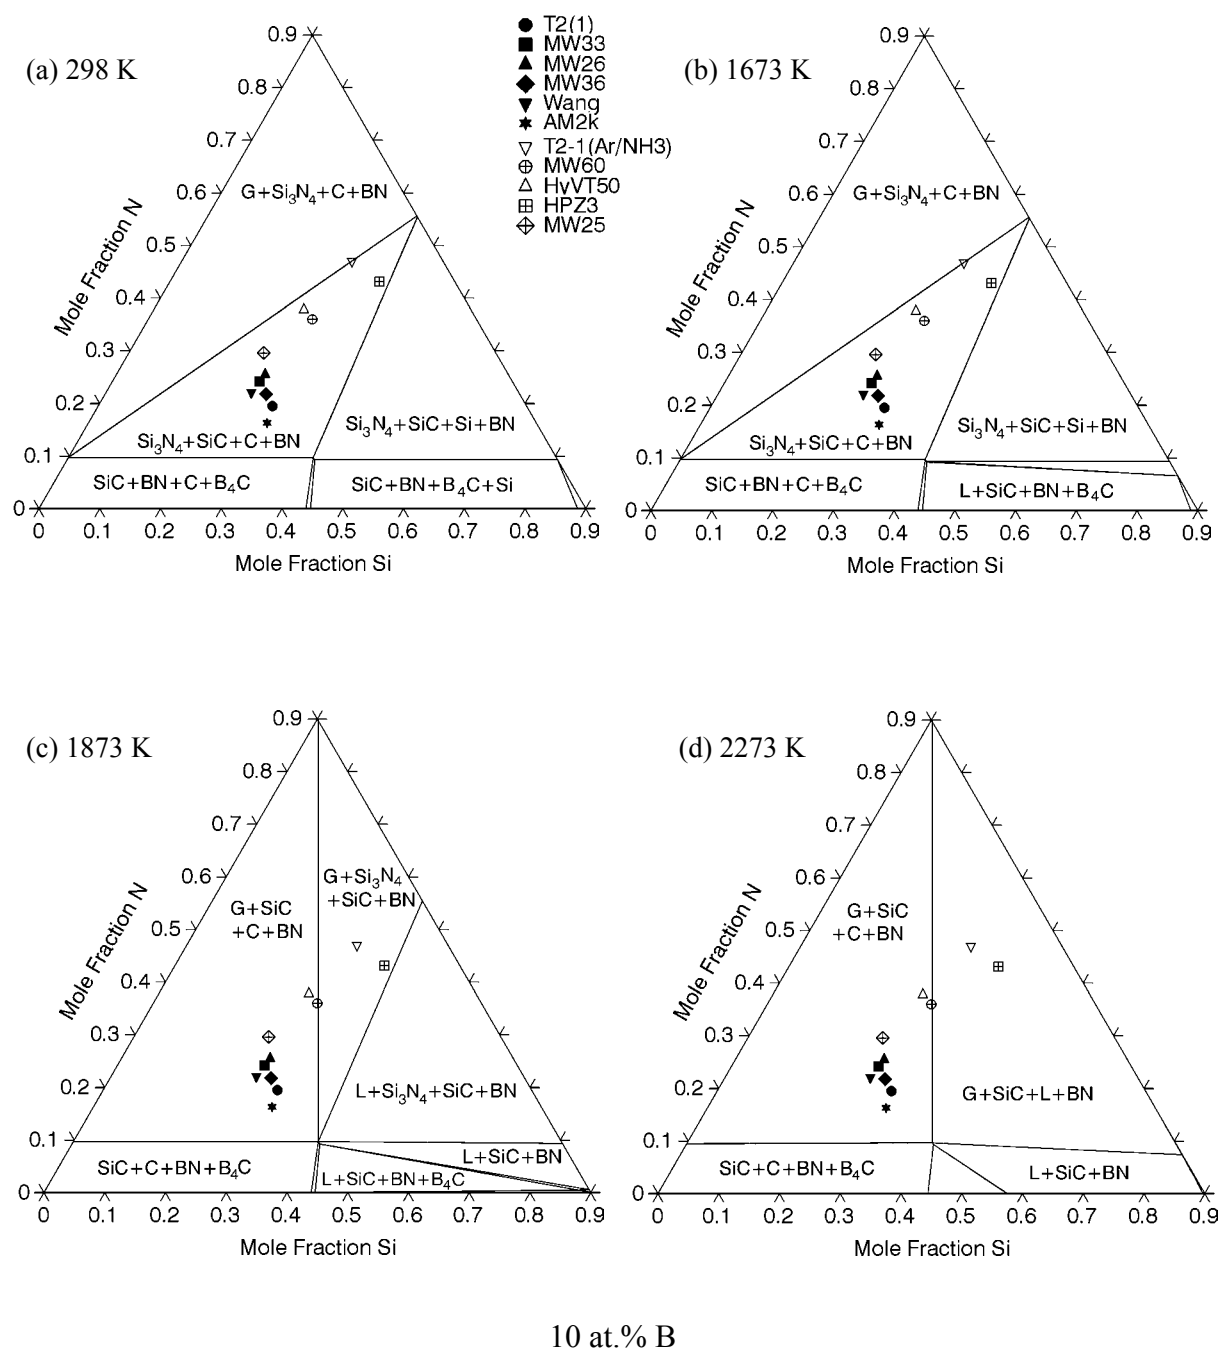 (a) 298 K
T2(1)
MW33
MW26
MW36
Wang
AM2k
T2-1(Ar/NH3)
MW60
HyVT50
HPZ3
MW25
0.9
0.8
0.7
0.6
0.5
0.4
0.3
0.2
0.1
0
Mole Fraction N
G+Si₃N₄+C+BN
Si₃N₄+SiC+Si+BN
Si₃N₄+SiC+C+BN
SiC+BN+C+B₄C
SiC+BN+B₄C+Si
0 0.1 0.2 0.3 0.4 0.5 0.6 0.7 0.8 0.9
Mole Fraction Si
(b) 1673 K
0.9
0.8
0.7
0.6
0.5
0.4
0.3
0.2
0.1
0
Mole Fraction N
G+Si₃N₄+C+BN
Si₃N₄+SiC+Si+BN
Si₃N₄+SiC+C+BN
SiC+BN+C+B₄C
L+SiC+BN+B₄C
0 0.1 0.2 0.3 0.4 0.5 0.6 0.7 0.8 0.9
Mole Fraction Si
(c) 1873 K
0.9
0.8
0.7
0.6
0.5
0.4
0.3
0.2
0.1
0
Mole Fraction N
G+Si₃N₄
+SiC+BN
G+SiC
+C+BN
L+Si₃N₄+SiC+BN
L+SiC+BN
SiC+C+BN+B₄C
L+SiC+BN+B₄C
0 0.1 0.2 0.3 0.4 0.5 0.6 0.7 0.8 0.9
Mole Fraction Si
(d) 2273 K
0.9
0.8
0.7
0.6
0.5
0.4
0.3
0.2
0.1
0
Mole Fraction N
G+SiC
+C+BN
G+SiC+L+BN
SiC+C+BN+B₄C
L+SiC+BN
0 0.1 0.2 0.3 0.4 0.5 0.6 0.7 0.8 0.9
Mole Fraction Si
10 at.% B